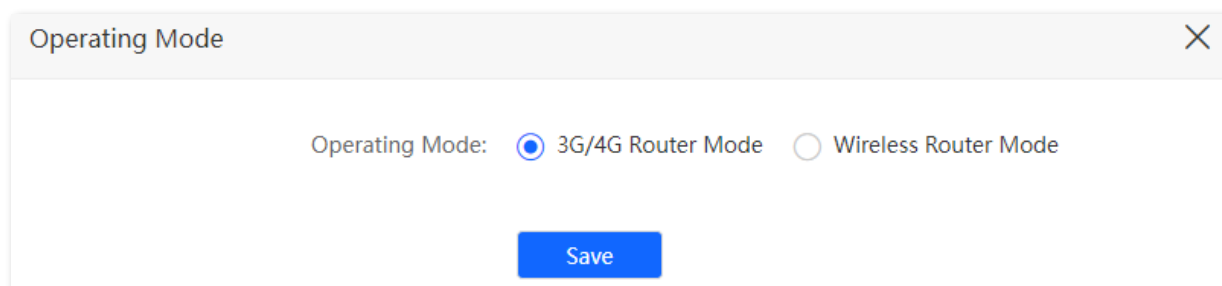 Operating Mode
Operating Mode: 3G/4G Router Mode Wireless Router Mode
Save